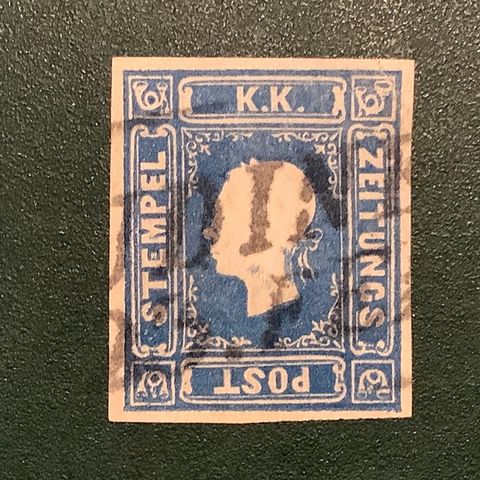 K.K.
ZEITUNGS
POST
STEMPEL